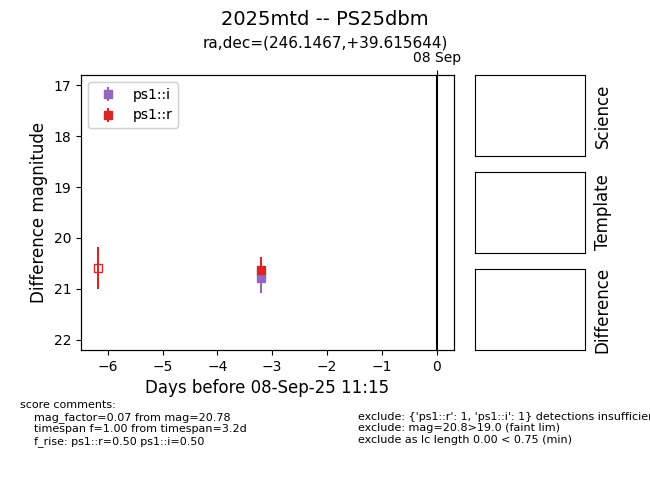 2025mtd -- PS25dbm
ra,dec=(246.1467,+39.615644)
08 Sep
ps1::i
ps1::r
17
18
19
20
21
22
Difference magnitude
−6
−5
−4
−3
−2
−1
0
Days before 08-Sep-25 11:15
Science
Template
Difference
score comments:
mag_factor=0.07 from mag=20.78
timespan f=1.00 from timespan=3.2d
f_rise: ps1::r=0.50 ps1::i=0.50
exclude: {'ps1::r': 1, 'ps1::i': 1} detections insufficie
exclude: mag=20.8>19.0 (faint lim)
exclude as lc length 0.00 < 0.75 (min)